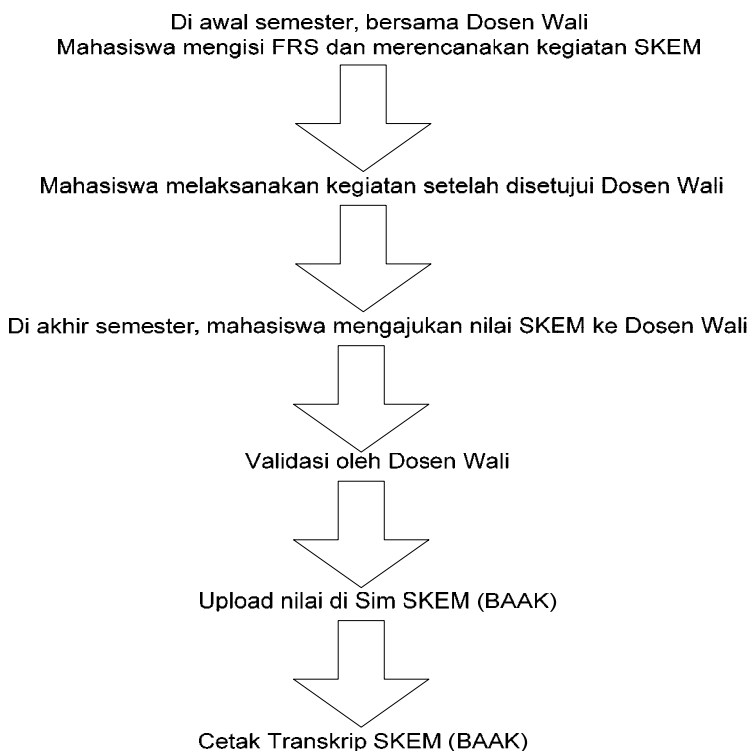 Di awal semester, bersama Dosen Wali
Mahasiswa mengisi FRS dan merencanakan kegiatan SKEM
Mahasiswa melaksanakan kegiatan setelah disetujui Dosen Wali
Di akhir semester, mahasiswa mengajukan nilai SKEM ke Dosen Wali
Validasi oleh Dosen Wali
Upload nilai di Sim SKEM (BAAK)
Cetak Transkrip SKEM (BAAK)